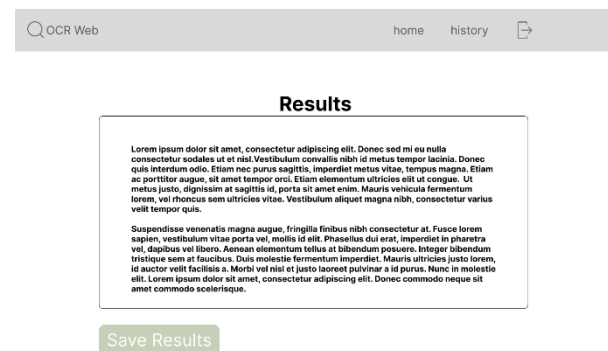 OCR Web
home
history
Results
Lorem ipsum dolor sit amet, consectetur adipiscing elit. Donec sed mi eu nulla
consectetur sodales ut et nisl.Vestibulum convallis nibh id metus tempor lacinia. Donec
quis interdum odio. Etiam nec purus sagittis, imperdiet metus vitae, tempus magna. Etiam
ac porttitor augue, sit amet tempor orci. Etiam elementum ultricies elit ut congue. Ut
metus justo, dignissim at sagittis id, porta sit amet enim. Mauris vehicula fermentum
lorem, vel rhoncus sem ultricies vitae. Vestibulum aliquet magna nibh, consectetur varius
velit tempor quis.
Suspendisse venenatis magna augue, fringilla finibus nibh consectetur at. Fusce lorem
sapien, vestibulum vitae porta vel, mollis id elit. Phasellus dui erat, imperdiet in pharetra
vel, dapibus vel libero. Aenean elementum tellus at bibendum posuere. Integer bibendum
tristique sem at faucibus. Duis molestie fermentum imperdiet. Mauris ultricies justo lorem,
id auctor velit facilisis a. Morbi vel nisl et justo laoreet pulvinar a id purus. Nunc in molestie
elit. Lorem ipsum dolor sit amet, consectetur adipiscing elit. Donec commodo neque sit
amet commodo scelerisque.
Save Results